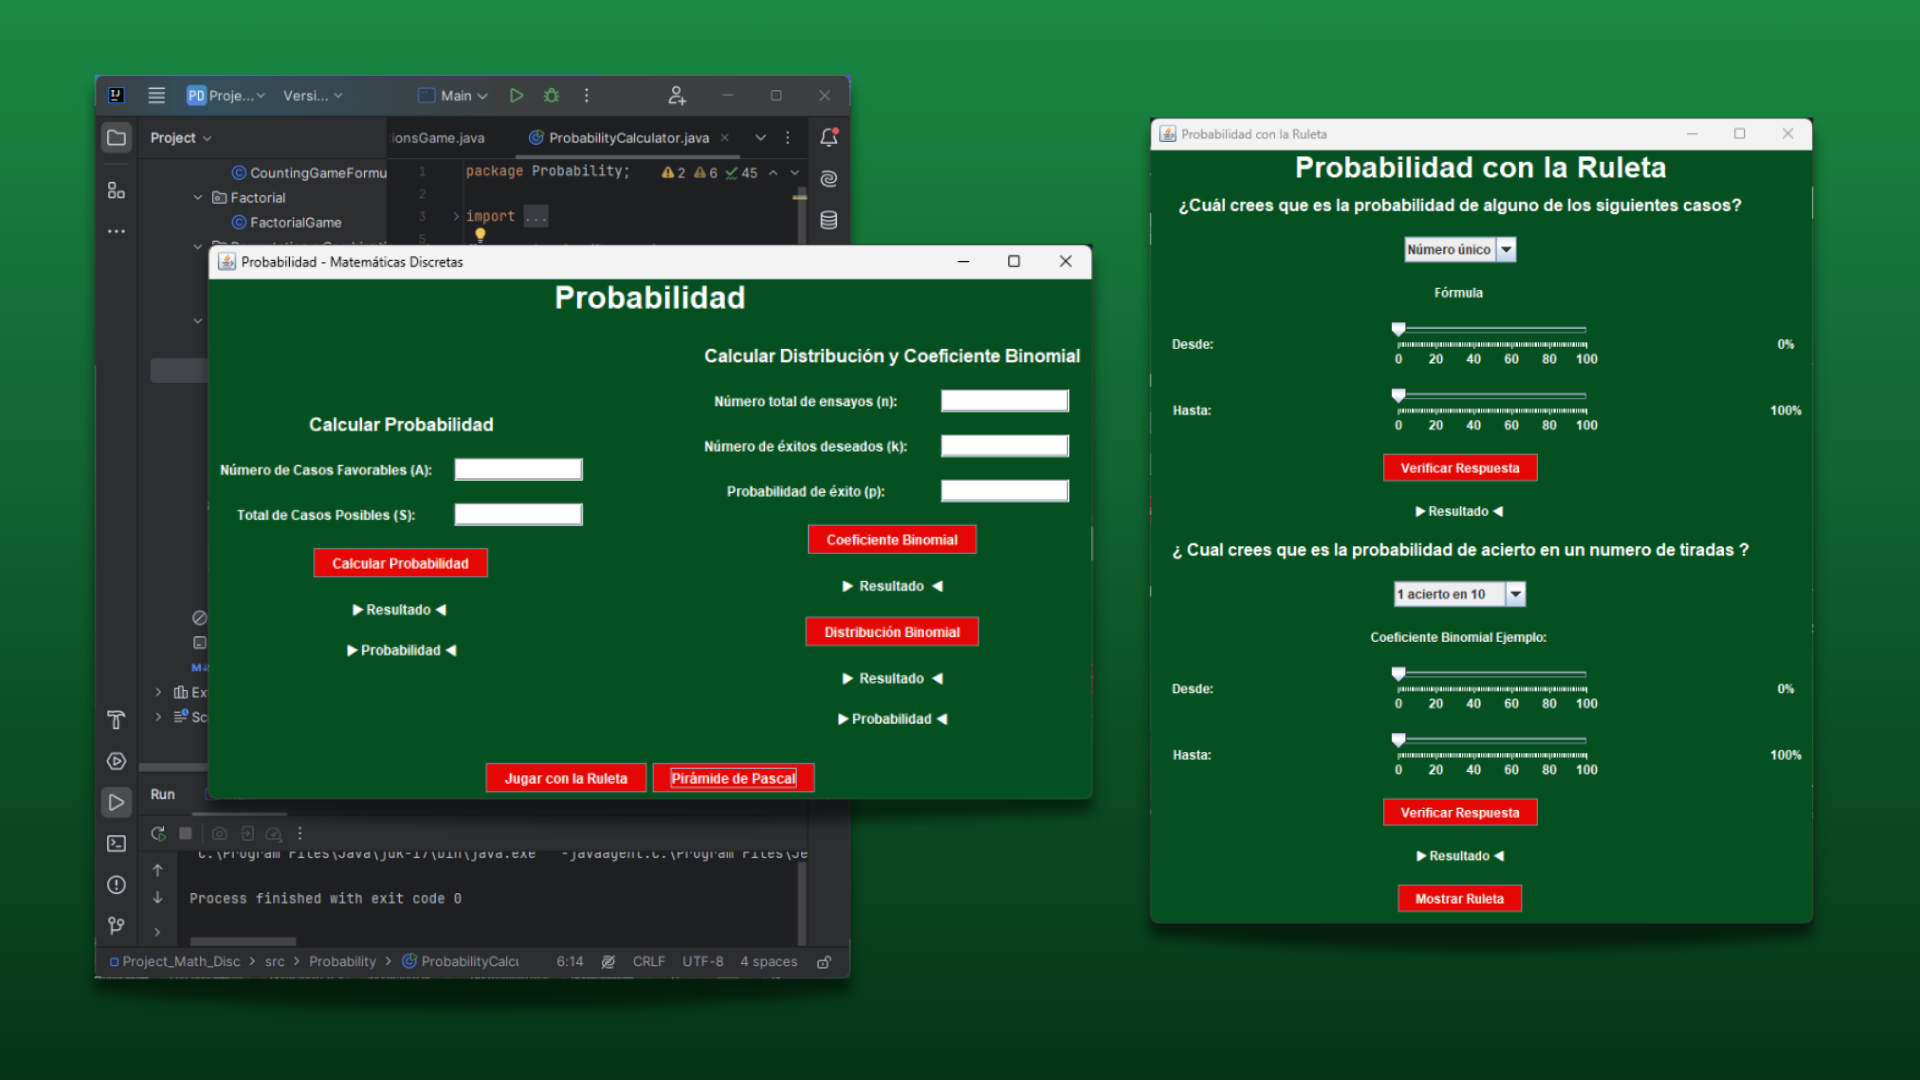 PD Proje... Versi... Main
Project
ionsGame.java
ProbabilityCalculator.java
CountingGameFormu
Factorial
FactorialGame
1 package Probability; 2 6 45
2
3 import ...
5
Ex
Sc
Run
Process finished with exit code 0
Project_Math_Disc > src > Probability > ProbabilityCalcu 6:14 CRLF UTF-8 4 spaces
Probabilidad - Matemáticas Discretas
Probabilidad
Calcular Probabilidad
Número de Casos Favorables (A):
Total de Casos Posibles (S):
Calcular Probabilidad
▶ Resultado ◀
▶ Probabilidad ◀
Calcular Distribución y Coeficiente Binomial
Número total de ensayos (n):
Número de éxitos deseados (k):
Probabilidad de éxito (p):
Coeficiente Binomial
▶ Resultado ◀
Distribución Binomial
▶ Resultado ◀
▶ Probabilidad ◀
Jugar con la Ruleta
Pirámide de Pascal
Probabilidad con la Ruleta
Probabilidad con la Ruleta
¿Cuál crees que es la probabilidad de alguno de los siguientes casos?
Número único
Fórmula
Desde: 0%
0 20 40 60 80 100
Hasta: 100%
0 20 40 60 80 100
Verificar Respuesta
▶ Resultado ◀
¿ Cual crees que es la probabilidad de acierto en un numero de tiradas ?
1 acierto en 10
Coeficiente Binomial Ejemplo:
Desde: 0%
0 20 40 60 80 100
Hasta: 100%
0 20 40 60 80 100
Verificar Respuesta
▶ Resultado ◀
Mostrar Ruleta